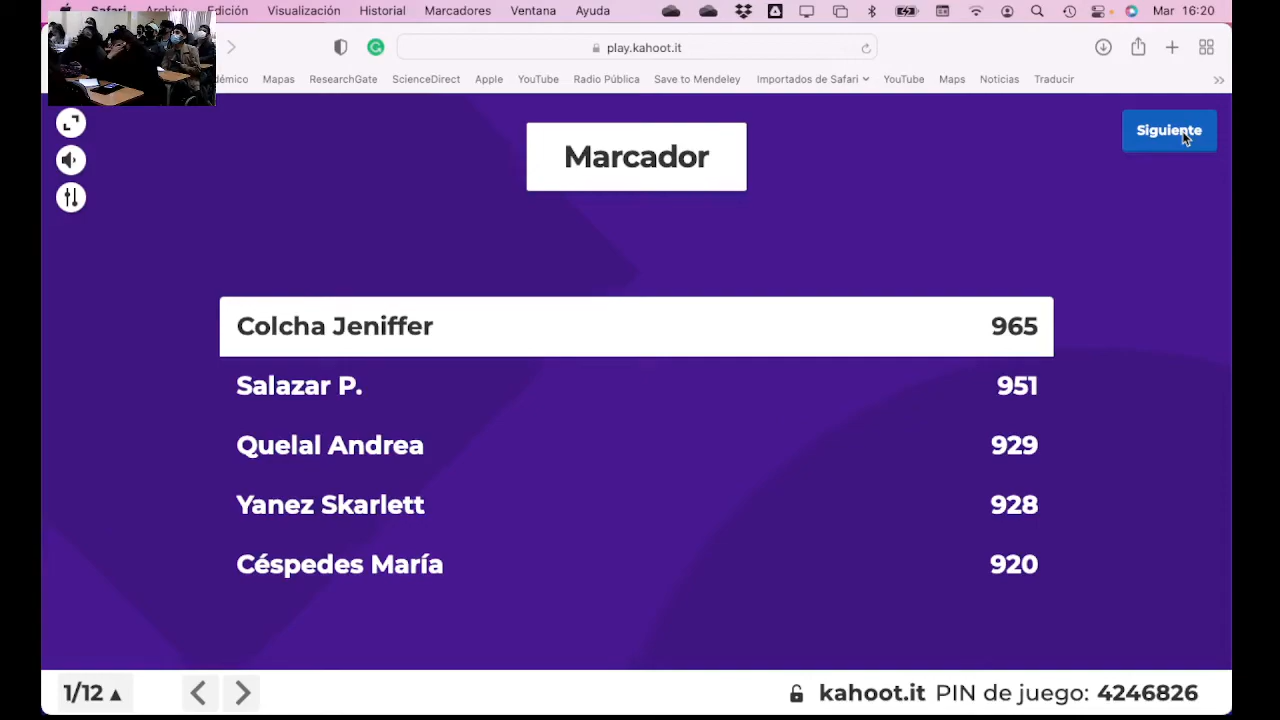 Safari Archivo Edición Visualización Historial Marcadores Ventana Ayuda Mar 16:20
play.kahoot.it
Mapas ResearchGate ScienceDirect Apple YouTube Radio Pública Save to Mendeley Importados de Safari YouTube Maps Noticias Traducir
Siguiente
Marcador
Colcha Jeniffer 965
Salazar P. 951
Quelal Andrea 929
Yanez Skarlett 928
Céspedes María 920
1/12 kahoot.it PIN de juego: 4246826